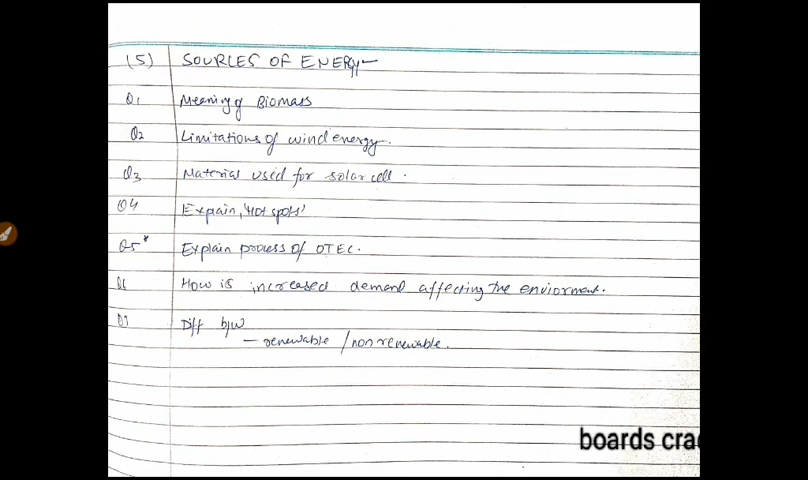 (5) SOURCES OF ENERGY-
Q1 Meaning of Biomass
Q2 Limitations of wind energy.
Q3 Material used for solar cell.
Q4 Explain, 'Hot spots'
Q5* Explain process of OTEC.
Q6 How is increased demand affecting the enviorment.
Q7 Diff b/w
- renewable / non renewable.
boards cra